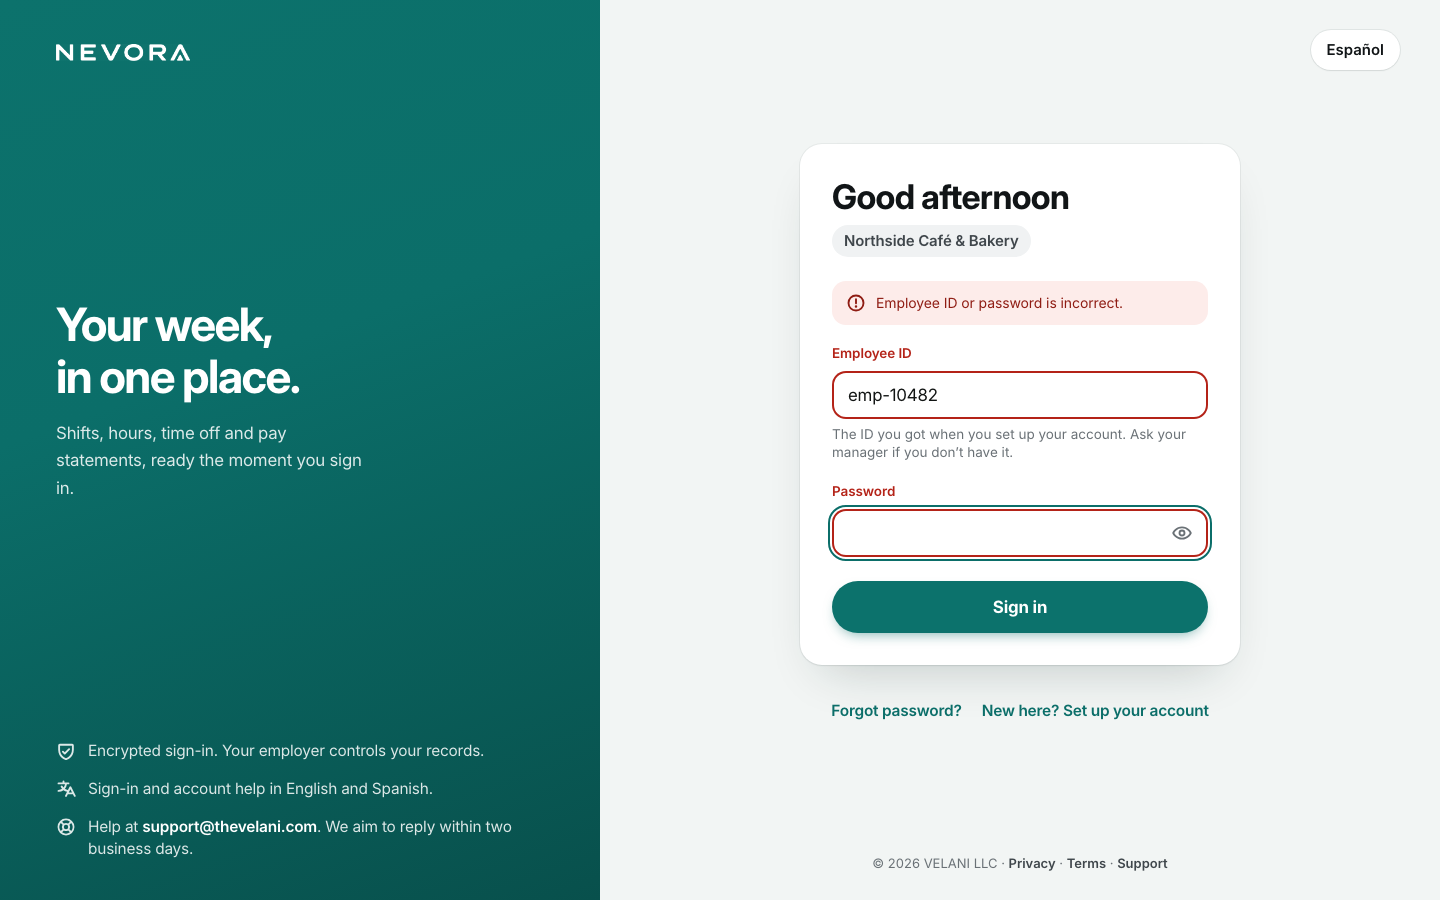 NEVORA
Your week,
in one place.
Shifts, hours, time off and pay
statements, ready the moment you sign
in.
Encrypted sign-in. Your employer controls your records.
Sign-in and account help in English and Spanish.
Help at support@thevelani.com. We aim to reply within two
business days.
Español
Good afternoon
Northside Café & Bakery
Employee ID or password is incorrect.
Employee ID
emp-10482
The ID you got when you set up your account. Ask your
manager if you don’t have it.
Password
Sign in
Forgot password? New here? Set up your account
© 2026 VELANI LLC · Privacy · Terms · Support